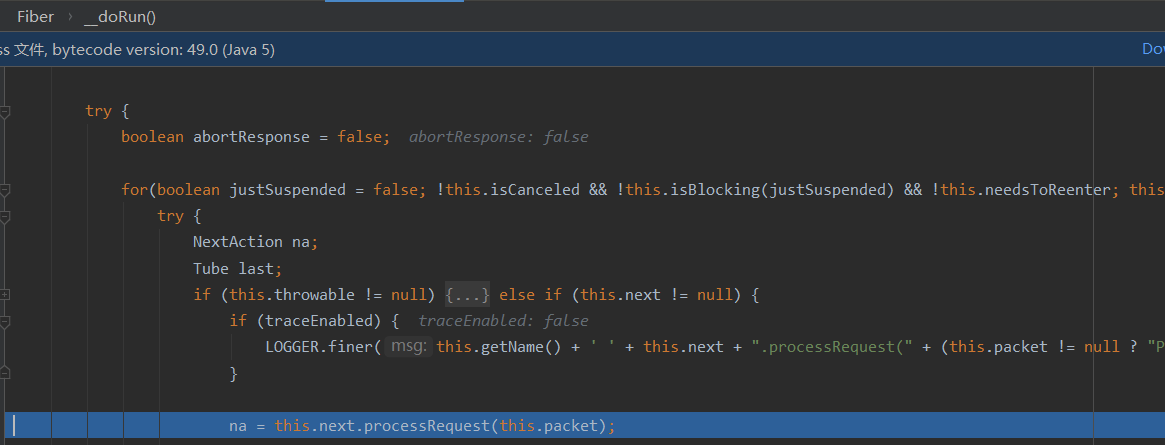 Fiber › __doRun()
ss 文件, bytecode version: 49.0 (Java 5) Dov
try {
boolean abortResponse = false; abortResponse: false
for(boolean justSuspended = false; !this.isCanceled && !this.isBlocking(justSuspended) && !this.needsToReenter; this
try {
NextAction na;
Tube last;
if (this.throwable != null) {...} else if (this.next != null) {
if (traceEnabled) { traceEnabled: false
LOGGER.finer( msg: this.getName() + ' ' + this.next + ".processRequest(" + (this.packet != null ? "P
}
na = this.next.processRequest(this.packet);